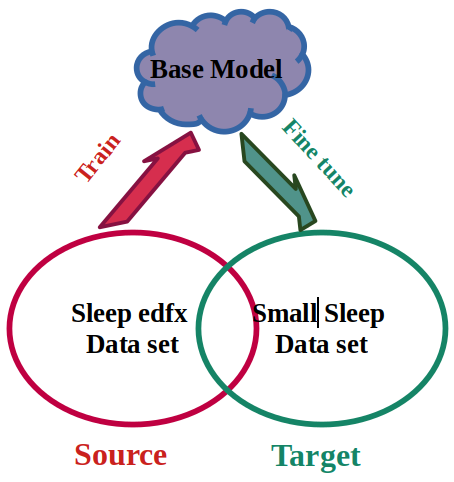 Base Model
Train
Fine tune
Sleep edfx
Data set
Small Sleep
Data set
Source
Target